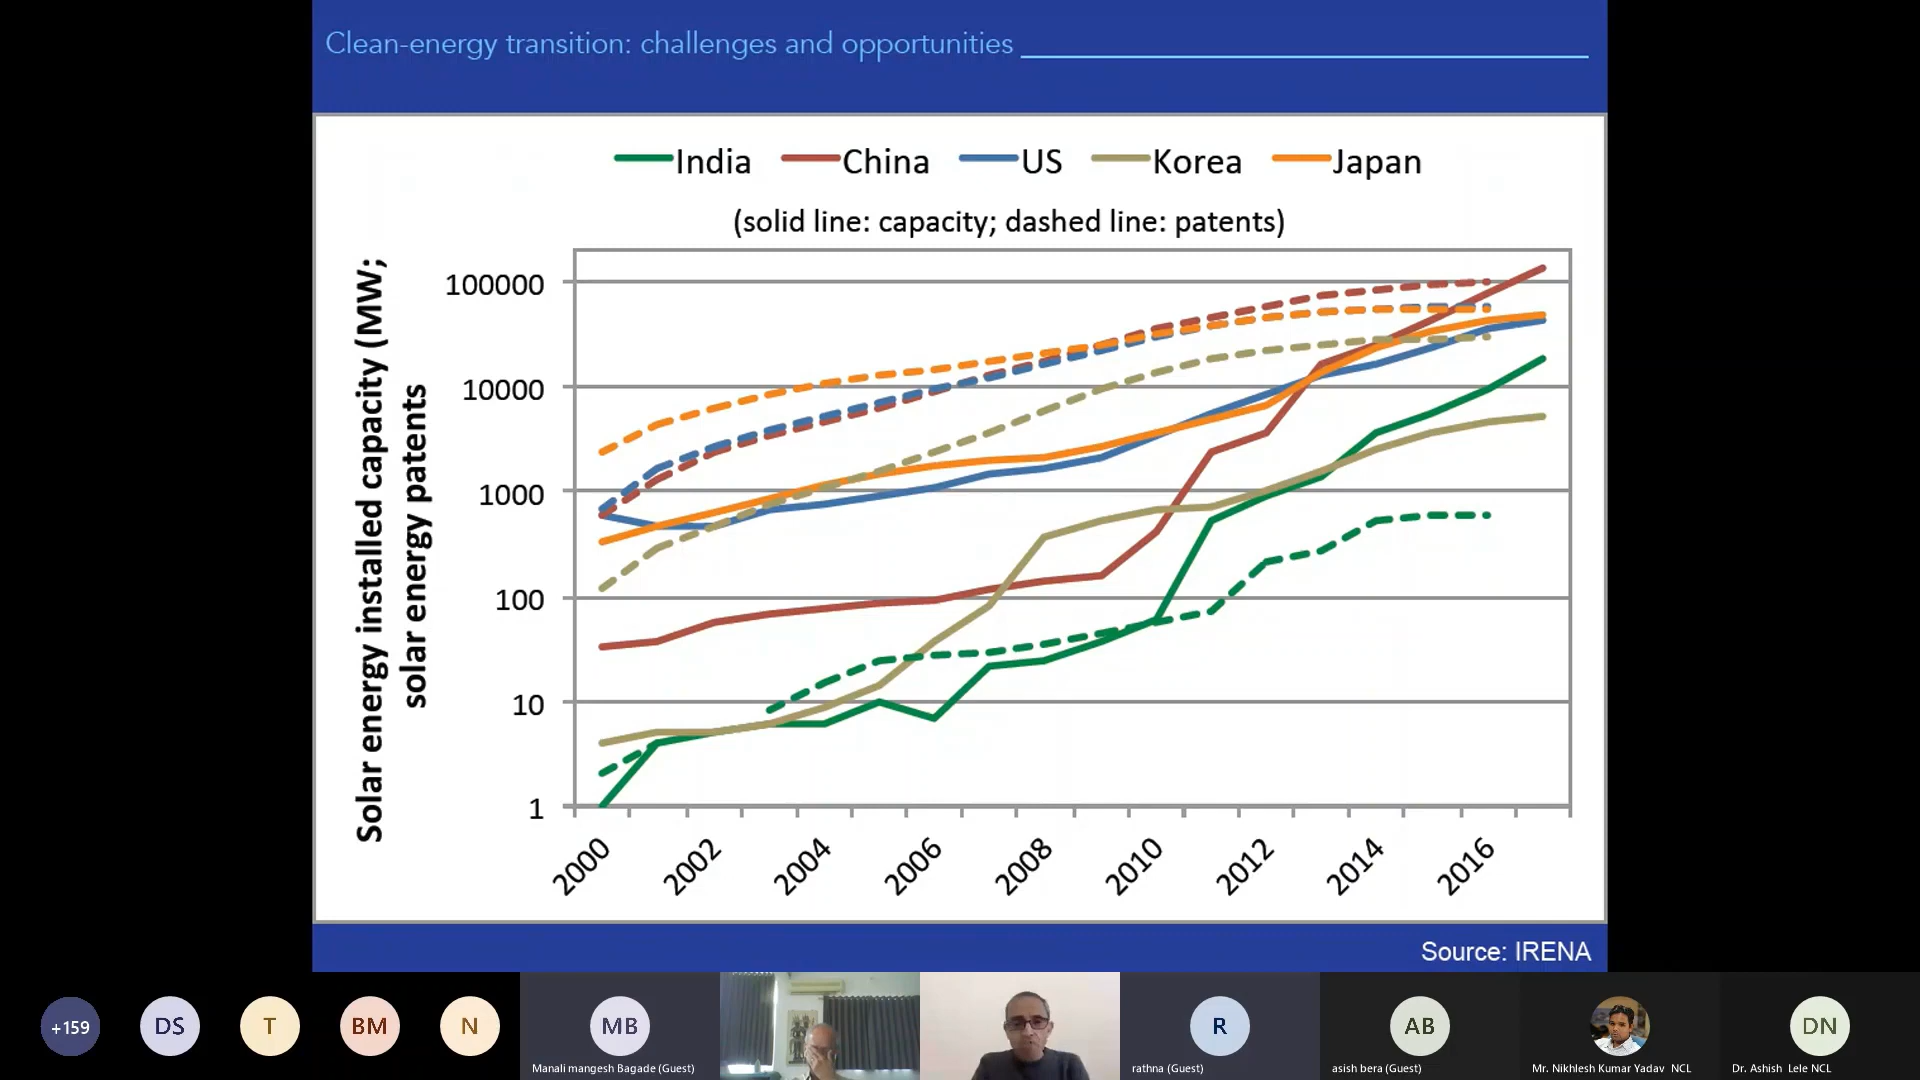 Clean-energy transition: challenges and opportunities
India China US Korea Japan
(solid line: capacity; dashed line: patents)
Solar energy installed capacity (MW;
solar energy patents
100000
10000
1000
100
10
1
2000 2002 2004 2006 2008 2010 2012 2014 2016
Source: IRENA
+159 DS T BM N MB R AB DN
Manali mangesh Bagade (Guest) rathna (Guest) asish bera (Guest) Mr. Nikhlesh Kumar Yadav NCL Dr. Ashish Lele NCL